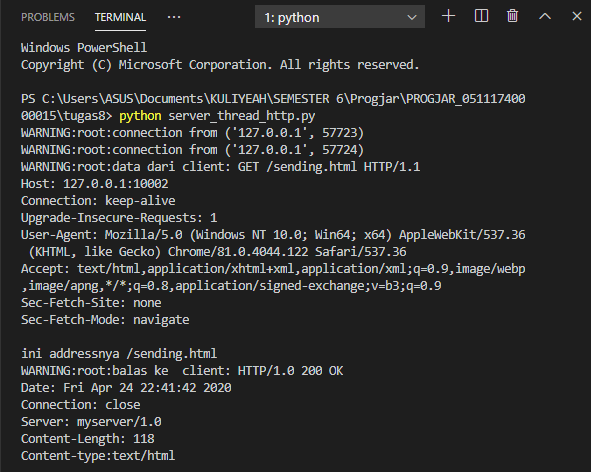 PROBLEMS TERMINAL ... 1: python
Windows PowerShell
Copyright (C) Microsoft Corporation. All rights reserved.
PS C:\Users\ASUS\Documents\KULIYEAH\SEMESTER 6\Progjar\PROGJAR_051117400
00015\tugas8> python server_thread_http.py
WARNING:root:connection from ('127.0.0.1', 57723)
WARNING:root:connection from ('127.0.0.1', 57724)
WARNING:root:data dari client: GET /sending.html HTTP/1.1
Host: 127.0.0.1:10002
Connection: keep-alive
Upgrade-Insecure-Requests: 1
User-Agent: Mozilla/5.0 (Windows NT 10.0; Win64; x64) AppleWebKit/537.36
 (KHTML, like Gecko) Chrome/81.0.4044.122 Safari/537.36
Accept: text/html,application/xhtml+xml,application/xml;q=0.9,image/webp
,image/apng,*/*;q=0.8,application/signed-exchange;v=b3;q=0.9
Sec-Fetch-Site: none
Sec-Fetch-Mode: navigate
ini addressnya /sending.html
WARNING:root:balas ke  client: HTTP/1.0 200 OK
Date: Fri Apr 24 22:41:42 2020
Connection: close
Server: myserver/1.0
Content-Length: 118
Content-type:text/html